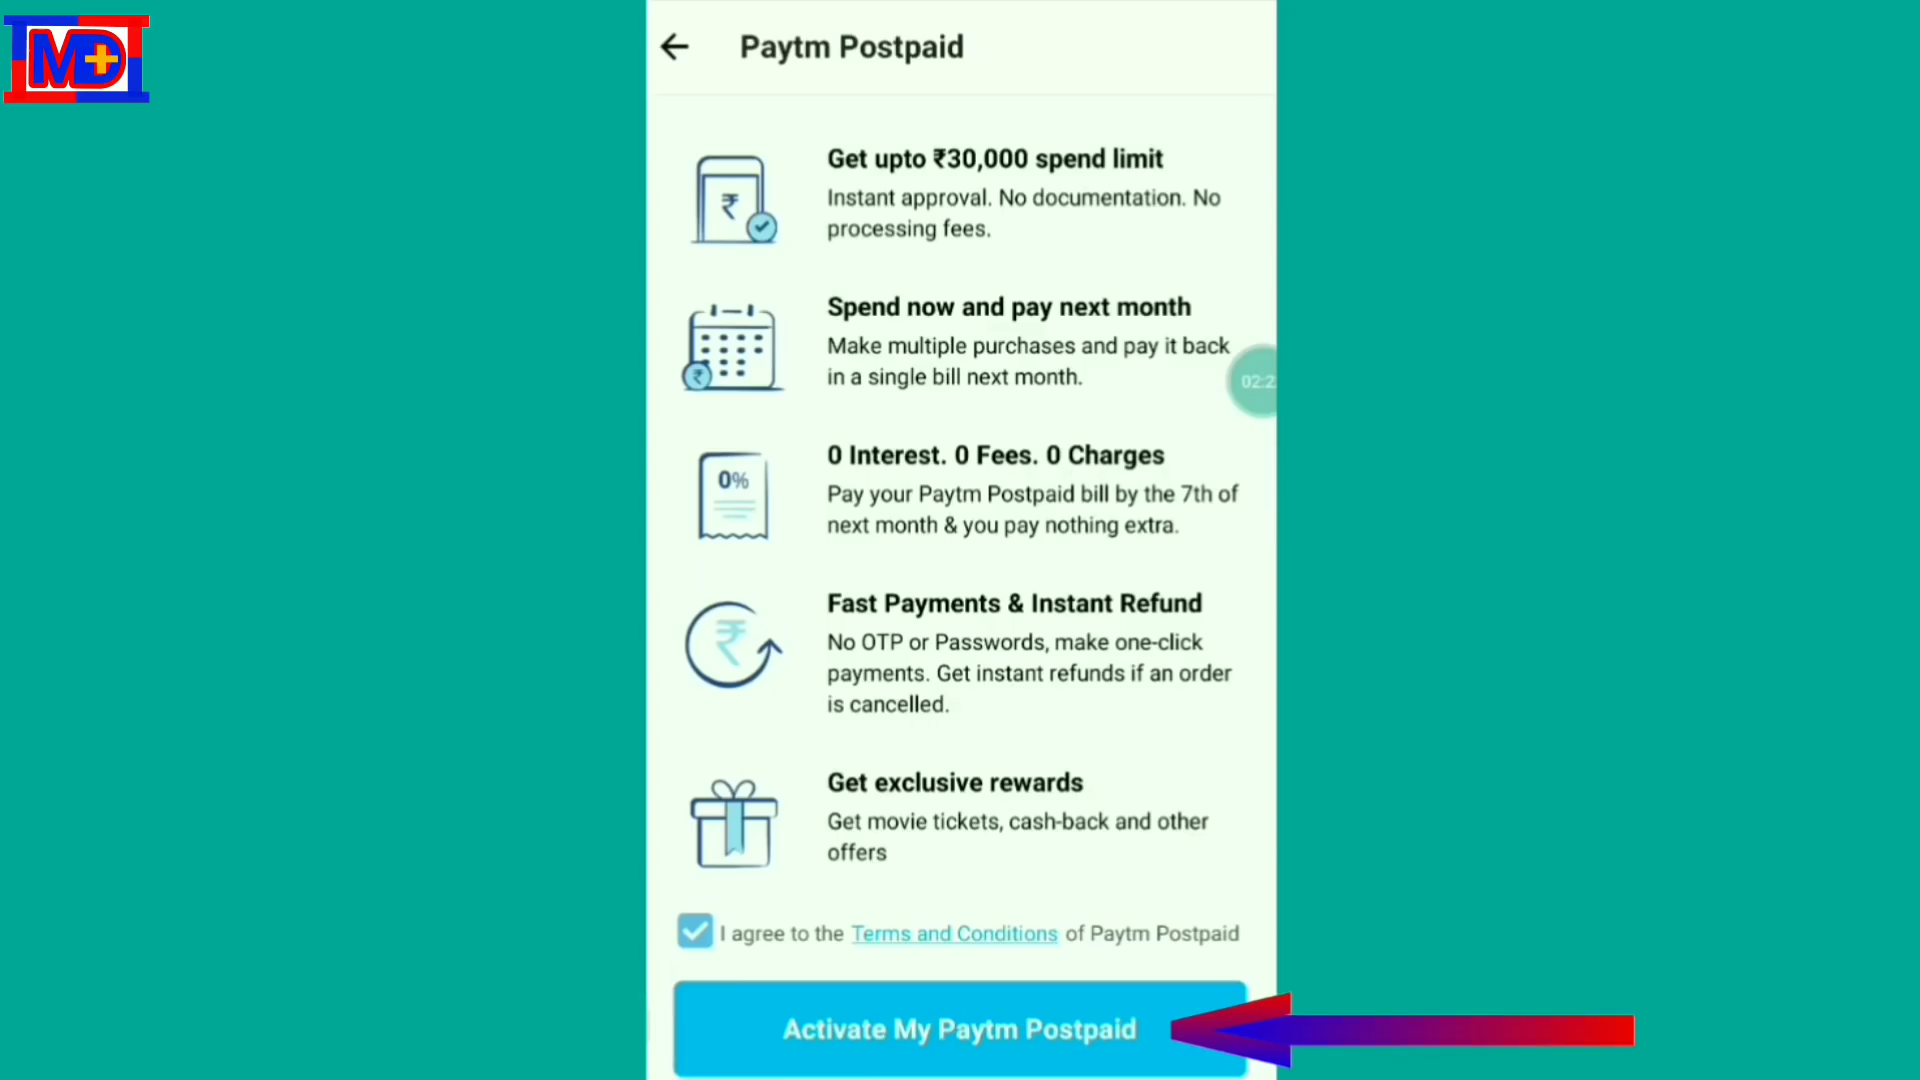 MD+
Paytm Postpaid
Get upto ₹30,000 spend limit
Instant approval. No documentation. No
processing fees.
₹
Spend now and pay next month
Make multiple purchases and pay it back
in a single bill next month.
₹
02:2
0 Interest. 0 Fees. 0 Charges
0%
Pay your Paytm Postpaid bill by the 7th of
next month & you pay nothing extra.
Fast Payments & Instant Refund
₹
No OTP or Passwords, make one-click
payments. Get instant refunds if an order
is cancelled.
Get exclusive rewards
Get movie tickets, cash-back and other
offers
I agree to the Terms and Conditions of Paytm Postpaid
Activate My Paytm Postpaid